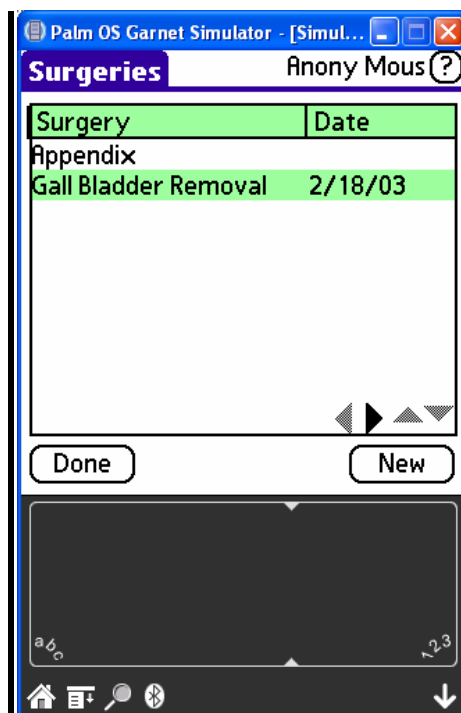 Palm OS Garnet Simulator - [Simul...
Surgeries Anony Mous ?
Surgery Date
Appendix
Gall Bladder Removal 2/18/03
Done New
abc 123